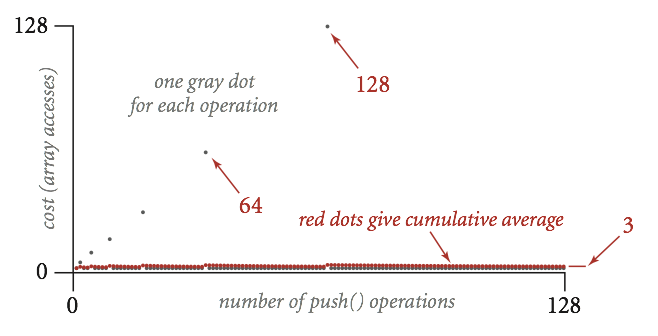 128
one gray dot
for each operation
128
cost (array accesses)
64
red dots give cumulative average
3
0
0
number of push() operations
128